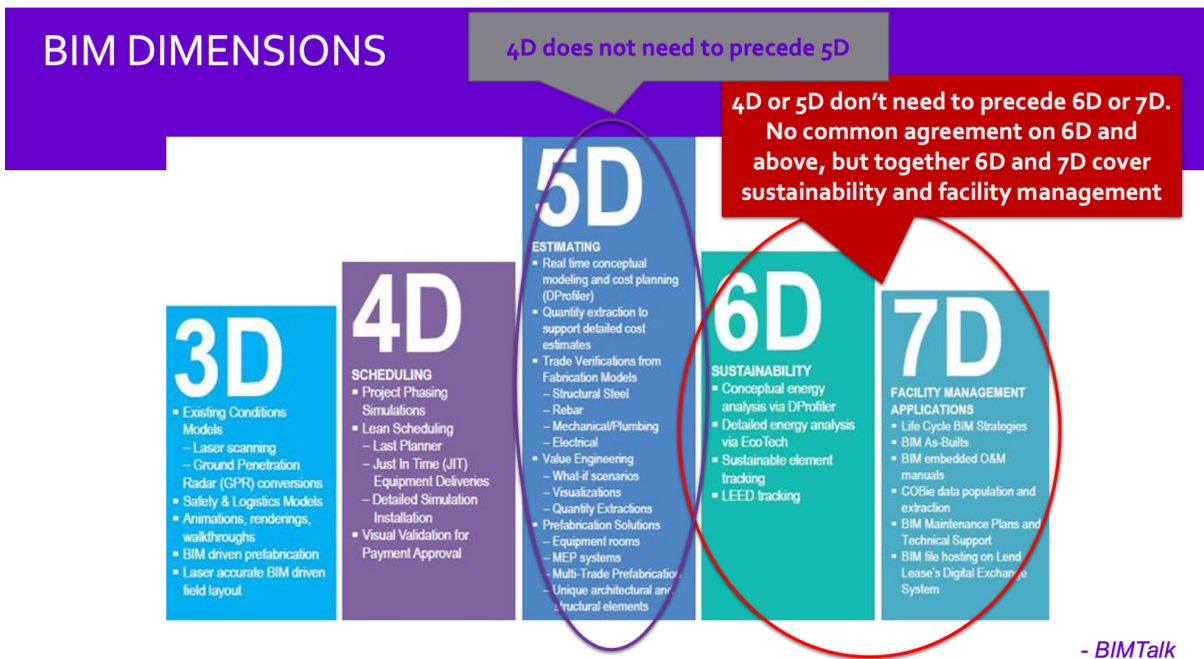 BIM DIMENSIONS
4D does not need to precede 5D
4D or 5D don't need to precede 6D or 7D.
No common agreement on 6D and
above, but together 6D and 7D cover
sustainability and facility management
3D
▪ Existing Conditions
Models
– Laser scanning
– Ground Penetration
Radar (GPR) conversions
▪ Safety & Logistics Models
▪ Animations, renderings,
walkthroughs
▪ BIM driven prefabrication
▪ Laser accurate BIM driven
field layout
4D
SCHEDULING
▪ Project Phasing
Simulations
▪ Lean Scheduling
– Last Planner
– Just In Time (JIT)
Equipment Deliveries
– Detailed Simulation
Installation
▪ Visual Validation for
Payment Approval
5D
ESTIMATING
▪ Real time conceptual
modeling and cost planning
(DProfiler)
▪ Quantity extraction to
support detailed cost
estimates
▪ Trade Verifications from
Fabrication Models
– Structural Steel
– Rebar
– Mechanical/Plumbing
– Electrical
▪ Value Engineering
– What-if scenarios
– Visualizations
– Quantity Extractions
▪ Prefabrication Solutions
– Equipment rooms
– MEP systems
- Multi-Trade Prefabrication
– Unique architectural and
structural elements
6D
SUSTAINABILITY
▪ Conceptual energy
analysis via DProfiler
▪ Detailed energy analysis
via EcoTech
▪ Sustainable element
tracking
▪ LEED tracking
7D
FACILITY MANAGEMENT
APPLICATIONS
▪ Life Cycle BIM Strategies
▪ BIM As-Builts
▪ BIM embedded O&M
manuals
▪ COBie data population and
extraction
▪ BIM Maintenance Plans and
Technical Support
▪ BIM file hosting on Lend
Lease's Digital Exchange
System
- BIMTalk